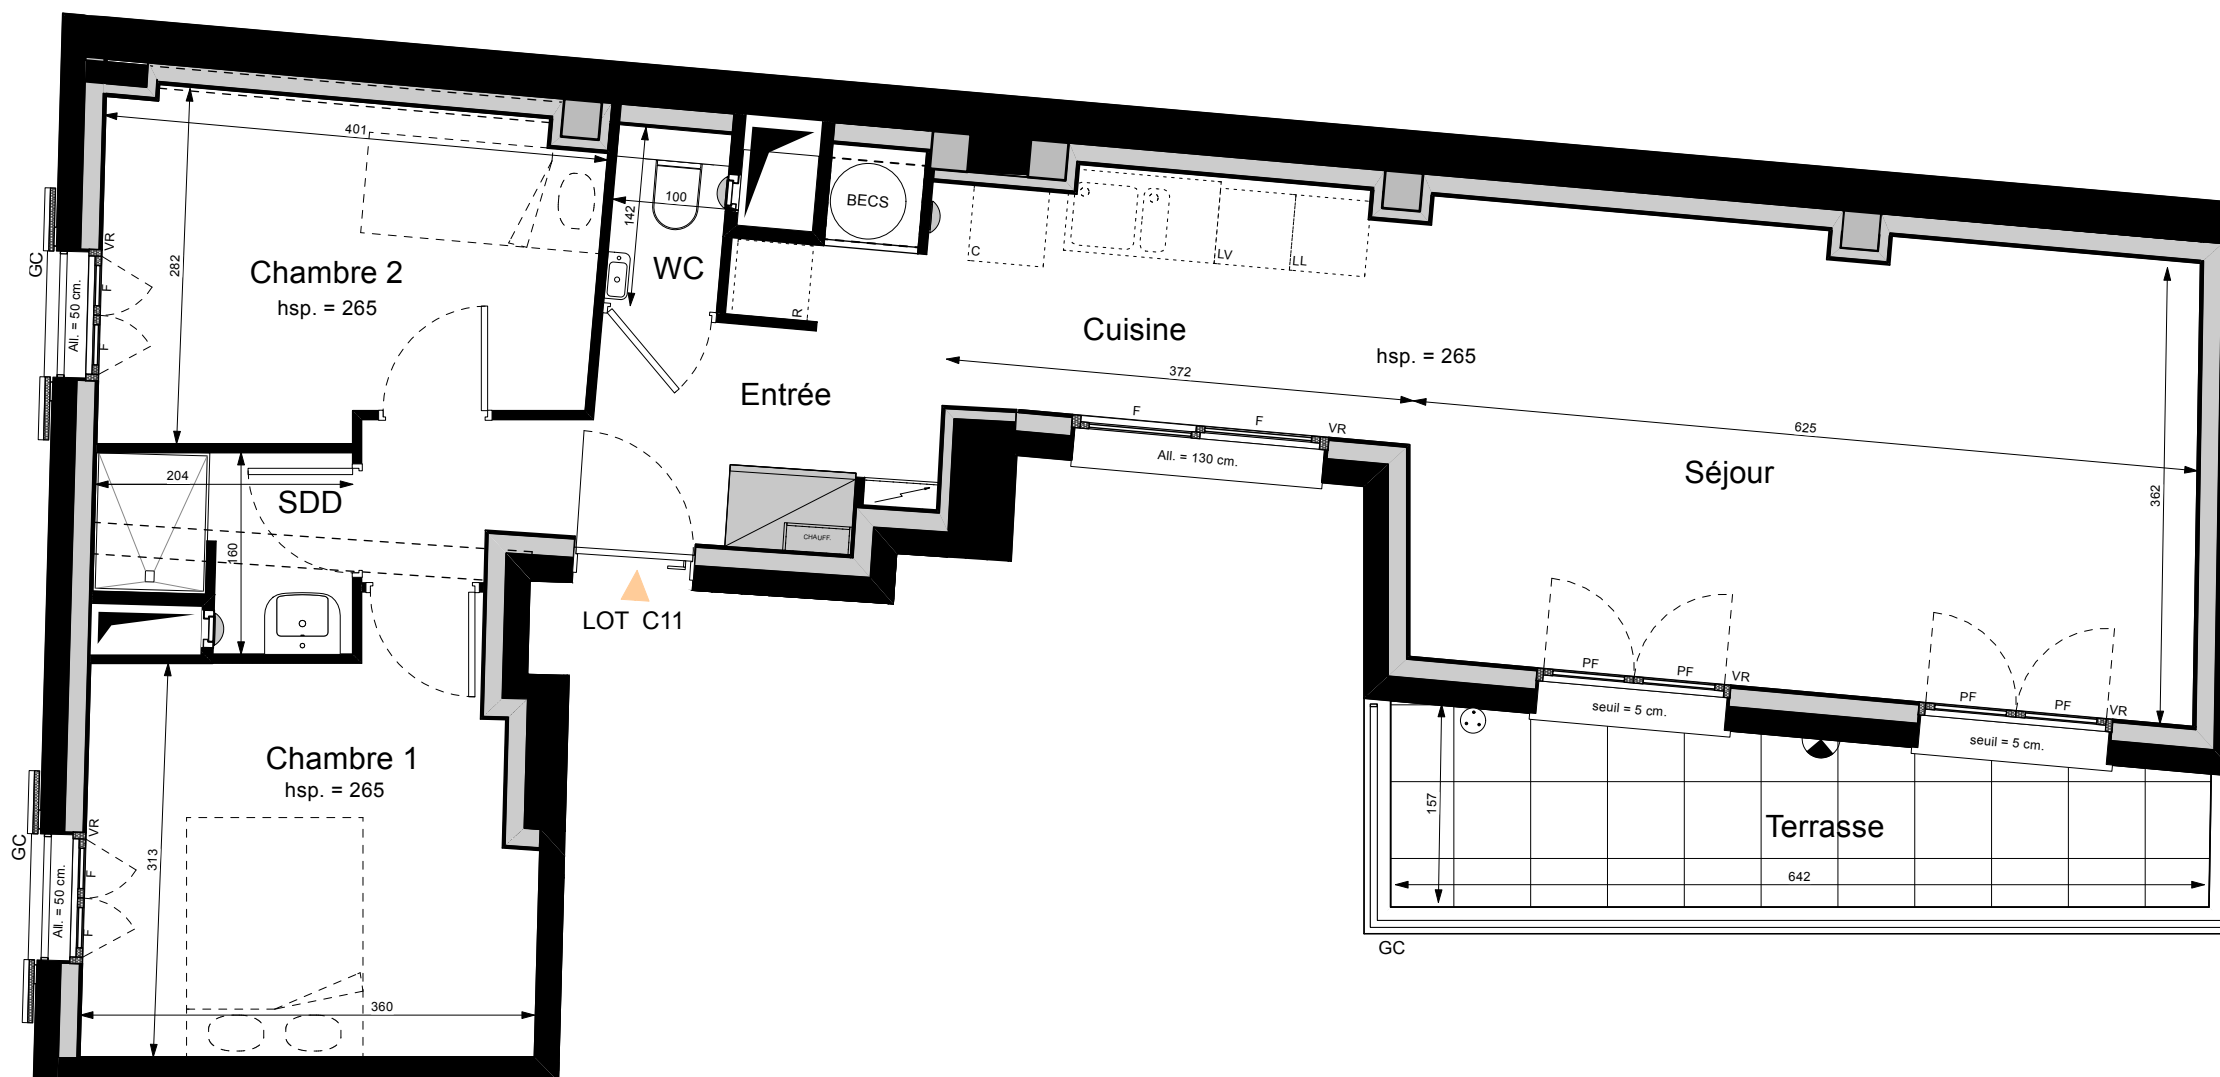 401
282
GC
VR
F
All. = 50 cm.
F
Chambre 2
hsp. = 265
142
100
WC
BECS
R
C
LV
LL
Cuisine
hsp. = 265
372
625
Entrée
F
F
VR
All. = 130 cm.
Séjour
362
204
SDD
160
CHAUFF.
LOT C11
PF
PF
VR
seuil = 5 cm.
PF
PF
VR
seuil = 5 cm.
Chambre 1
hsp. = 265
GC
VR
F
All. = 50 cm.
F
313
360
157
Terrasse
642
GC